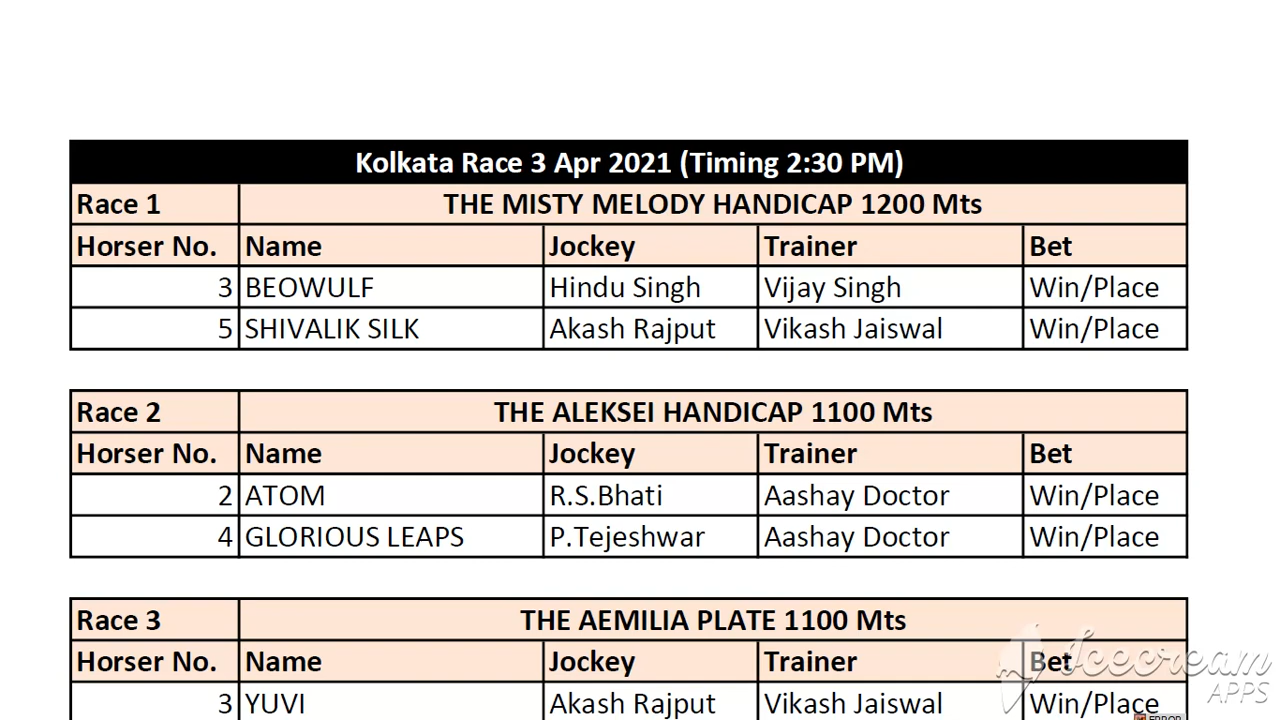 Kolkata Race 3 Apr 2021 (Timing 2:30 PM)
Race 1 THE MISTY MELODY HANDICAP 1200 Mts
Horser No. Name Jockey Trainer Bet
3 BEOWULF Hindu Singh Vijay Singh Win/Place
5 SHIVALIK SILK Akash Rajput Vikash Jaiswal Win/Place
Race 2 THE ALEKSEI HANDICAP 1100 Mts
Horser No. Name Jockey Trainer Bet
2 ATOM R.S.Bhati Aashay Doctor Win/Place
4 GLORIOUS LEAPS P.Tejeshwar Aashay Doctor Win/Place
Race 3 THE AEMILIA PLATE 1100 Mts
Horser No. Name Jockey Trainer Bet
3 YUVI Akash Rajput Vikash Jaiswal Win/Place
Icecream
APPS
ERROR